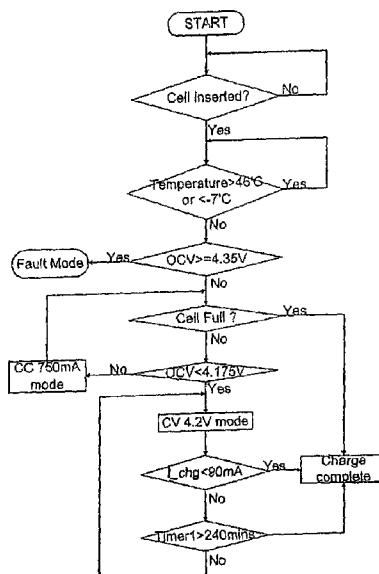 START
Cell Inserted?
No
Yes
Temperature>46°C
or <-7°C
Yes
No
Fault Mode
Yes
OCV>=4.35V
No
Cell Full ?
Yes
No
CC 750mA
mode
No
OCV<4.175V
Yes
CV 4.2V mode
I_chg<90mA
Yes
Charge
complete
No
Timer1>240mins
Yes
No